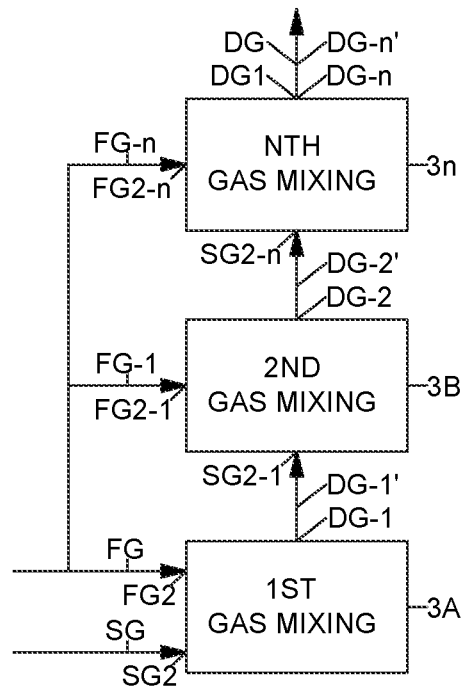 DG DG-n'
DG1 DG-n
FG-n
FG2-n
NTH
GAS MIXING
3n
SG2-n
DG-2'
DG-2
FG-1
FG2-1
2ND
GAS MIXING
3B
SG2-1
DG-1'
DG-1
FG
FG2
1ST
GAS MIXING
3A
SG
SG2